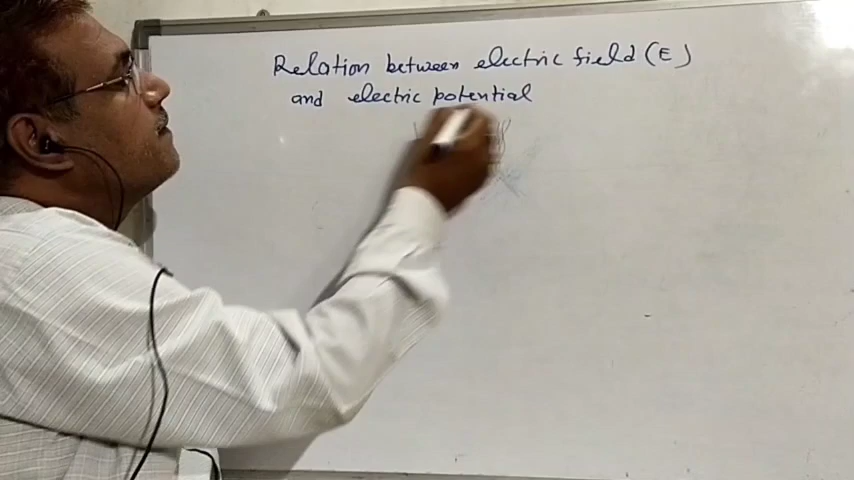 Relation between electric field (E)
and electric potential